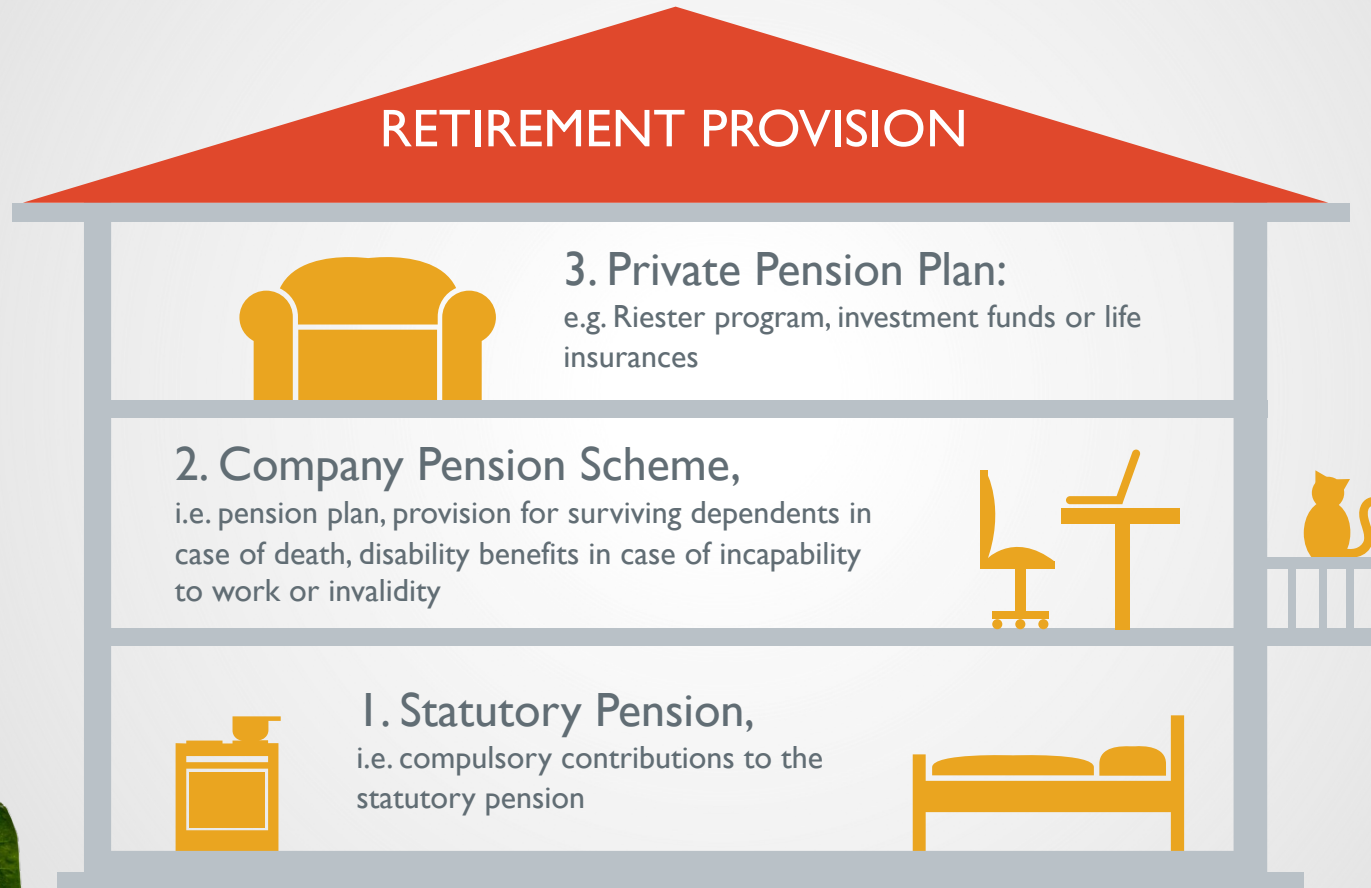 RETIREMENT PROVISION
3. Private Pension Plan:
e.g. Riester program, investment funds or life
insurances
2. Company Pension Scheme,
i.e. pension plan, provision for surviving dependents in
case of death, disability benefits in case of incapability
to work or invalidity
1. Statutory Pension,
i.e. compulsory contributions to the
statutory pension